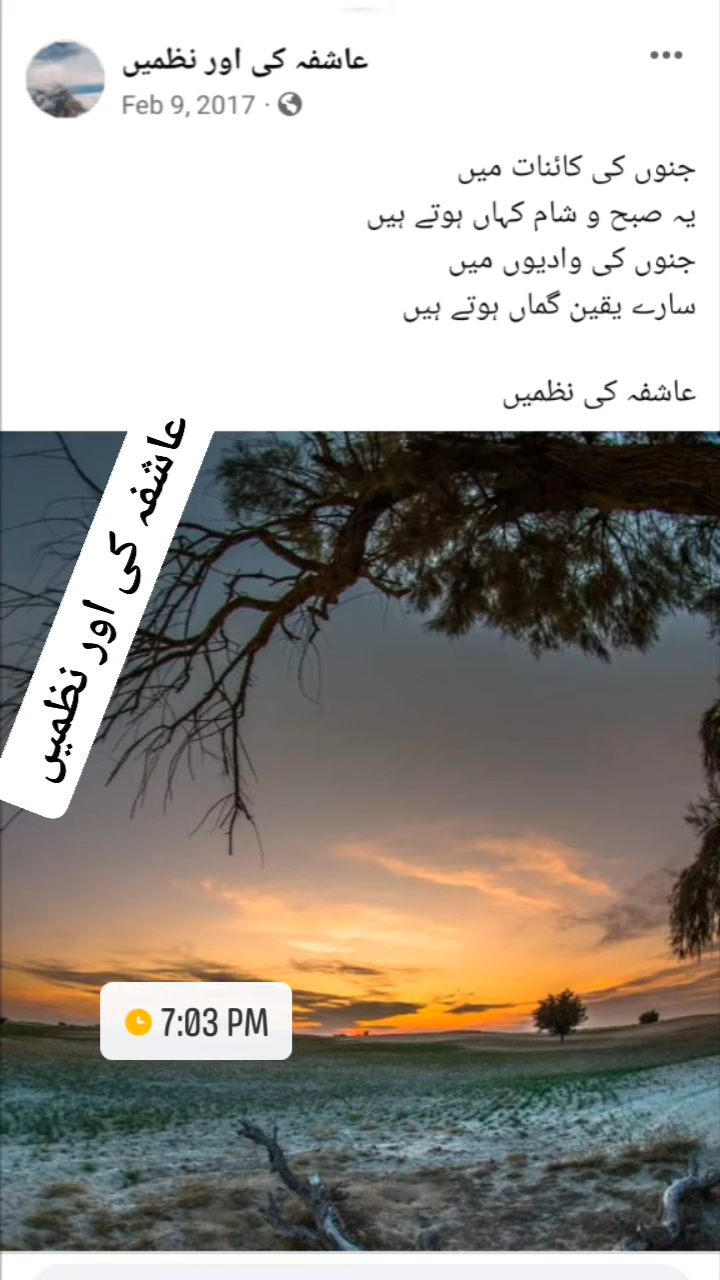 عاشفہ کی اور نظمیں
Feb 9, 2017 ·
جنوں کی کائنات میں
یہ صبح و شام کہاں ہوتے ہیں
جنوں کی وادیوں میں
سارے یقین گماں ہوتے ہیں
عاشفہ کی نظمیں
عاشفہ کی اور نظمیں
7:03 PM